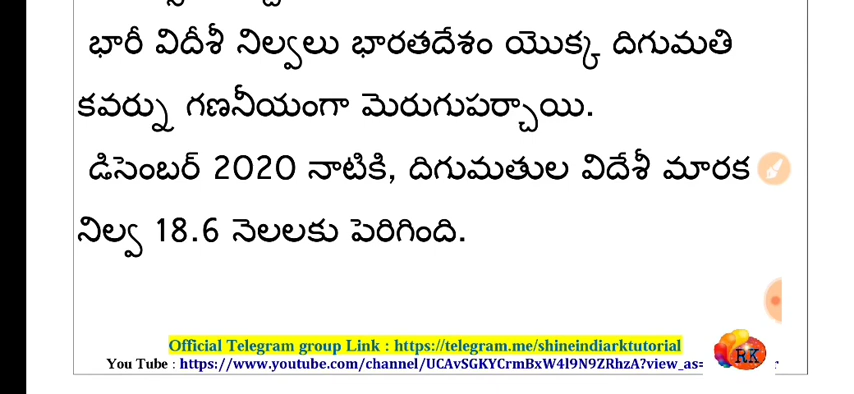 భారీ విదీశీ నిల్వలు భారతదేశం యొక్క దిగుమతి
కవర్ను గణనీయంగా మెరుగుపర్చాయి.
డిసెంబర్ 2020 నాటికి, దిగుమతుల విదేశీ మారక
నిల్వ 18.6 నెలలకు పెరిగింది.
Official Telegram group Link : https://telegram.me/shineindiarktutorial
You Tube : https://www.youtube.com/channel/UCAvSGKYCrmBxW4l9N9ZRhzA?view_as=
RK